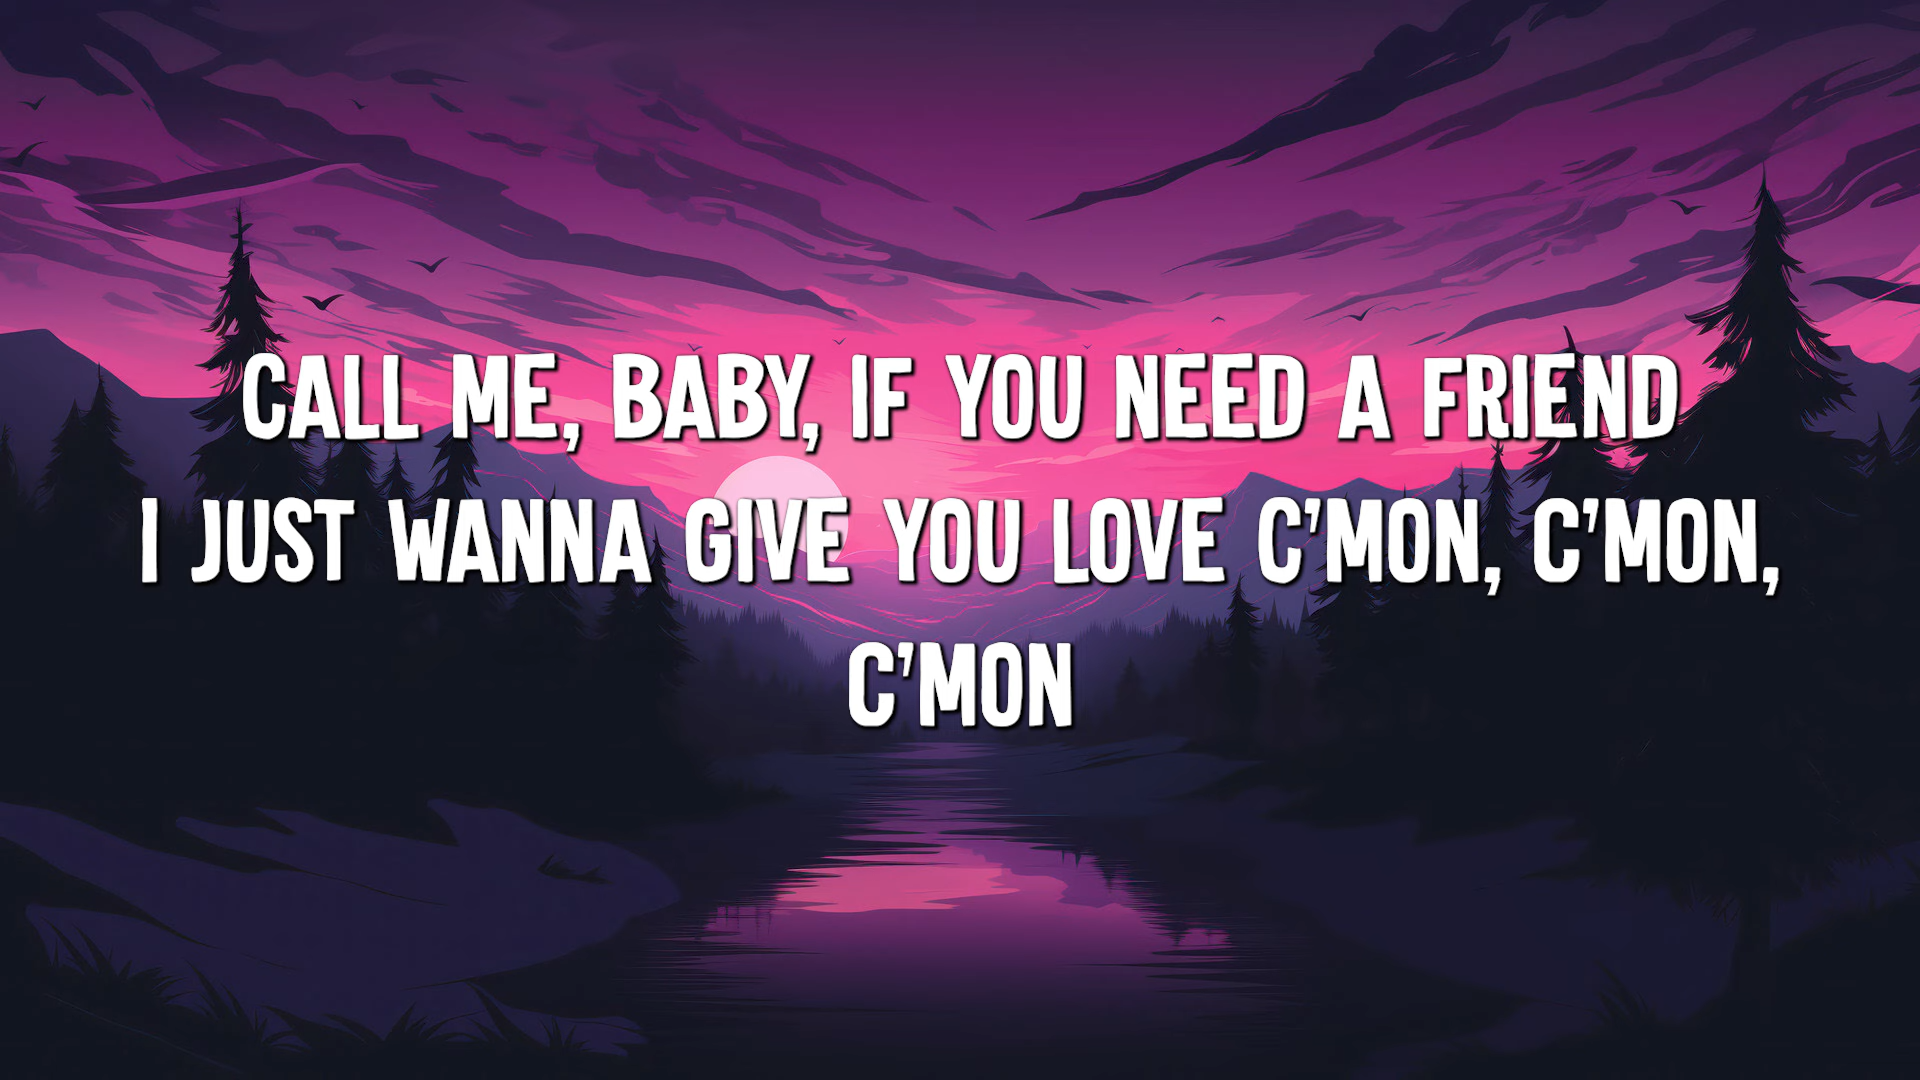 CALL ME, BABY, IF YOU NEED A FRIEND
I JUST WANNA GIVE YOU LOVE C'MON, C'MON,
C'MON